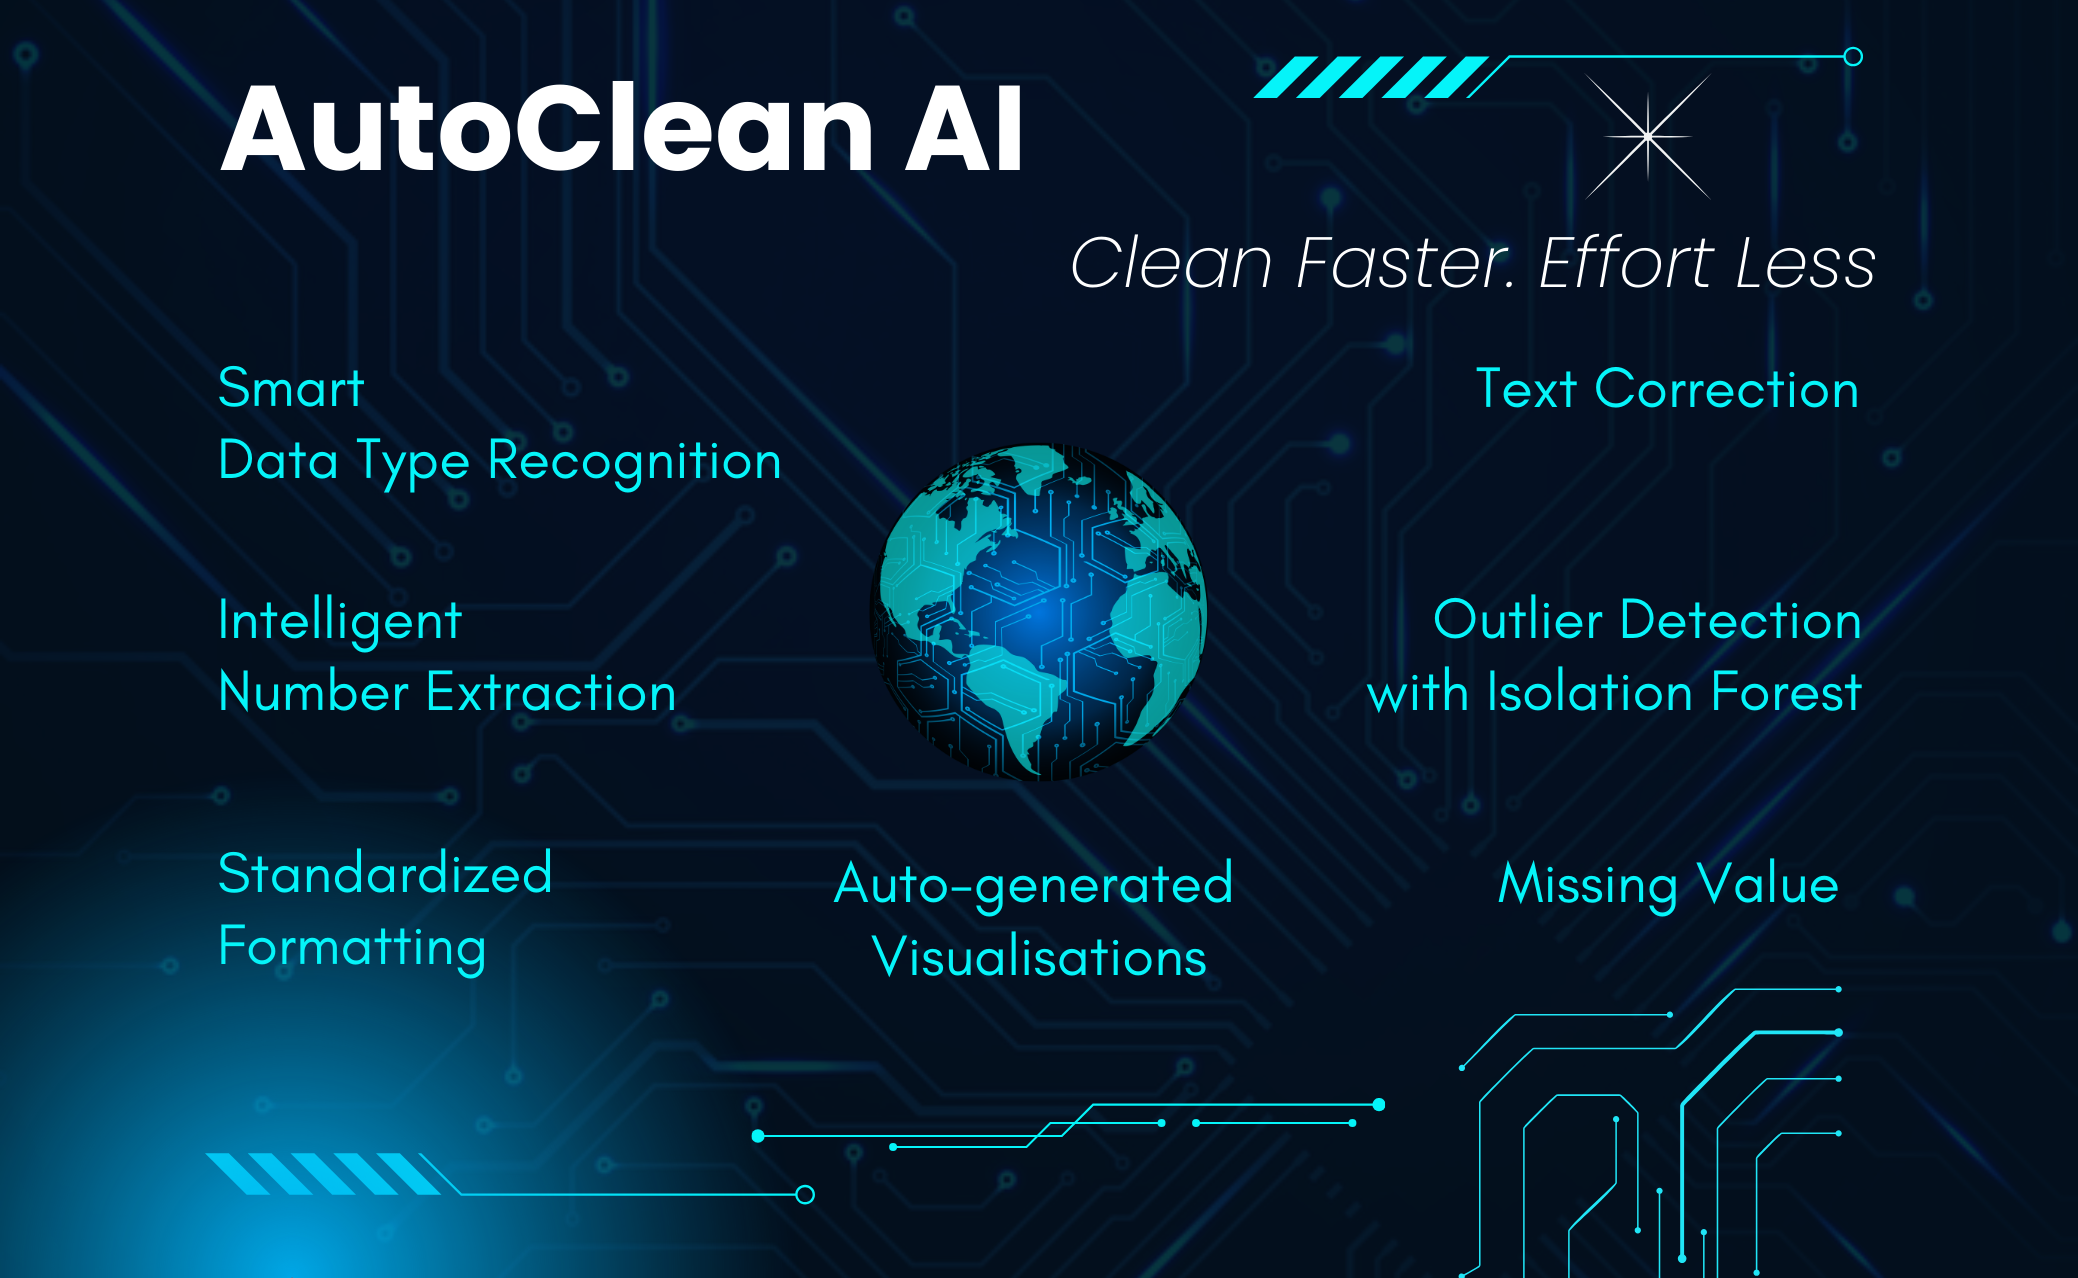 AutoClean AI
Clean Faster. Effort Less
Smart
Data Type Recognition
Text Correction
Intelligent
Number Extraction
Outlier Detection
with Isolation Forest
Standardized
Formatting
Auto-generated
Visualisations
Missing Value